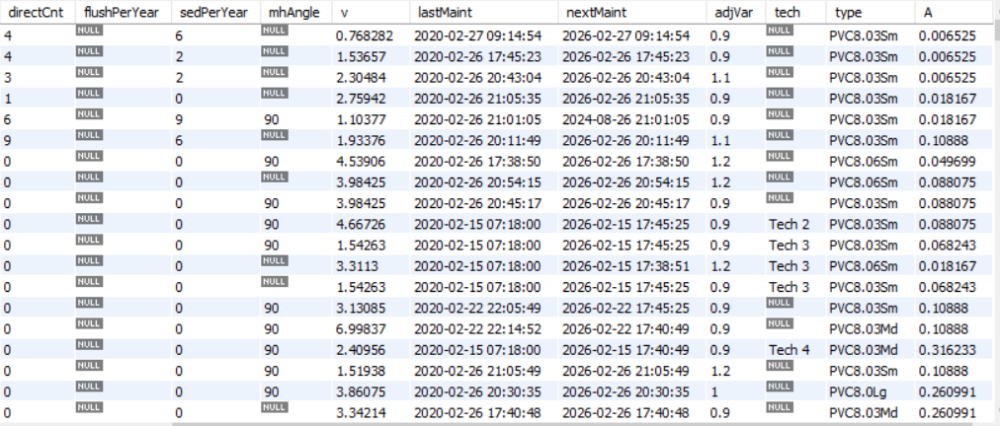 directCnt flushPerYear sedPerYear mhAngle v lastMaint nextMaint adjVar tech type A
4 NULL 6 NULL 0.768282 2020-02-27 09:14:54 2026-02-27 09:14:54 0.9 NULL PVC8.03Sm 0.006525
4 NULL 2 NULL 1.53657 2020-02-26 17:45:23 2026-02-26 17:45:23 0.9 NULL PVC8.03Sm 0.006525
3 NULL 2 NULL 2.30484 2020-02-26 20:43:04 2026-02-26 20:43:04 1.1 NULL PVC8.03Sm 0.006525
1 NULL 0 NULL 2.75942 2020-02-26 21:05:35 2026-02-26 21:05:35 0.9 NULL PVC8.03Sm 0.018167
6 NULL 9 90 1.10377 2020-02-26 21:01:05 2024-08-26 21:01:05 0.9 NULL PVC8.03Sm 0.018167
9 NULL 6 NULL 1.93376 2020-02-26 20:11:49 2026-02-26 20:11:49 1.1 NULL PVC8.03Sm 0.10888
0 NULL 0 90 4.53906 2020-02-26 17:38:50 2026-02-26 17:38:50 1.2 NULL PVC8.06Sm 0.049699
0 NULL 0 NULL 3.98425 2020-02-26 20:54:15 2026-02-26 20:54:15 1.2 NULL PVC8.06Sm 0.088075
0 NULL 0 90 3.98425 2020-02-26 20:45:17 2026-02-26 20:45:17 0.9 NULL PVC8.03Sm 0.088075
0 NULL 0 90 4.66726 2020-02-15 07:18:00 2026-02-15 17:45:25 0.9 Tech 2 PVC8.03Sm 0.088075
0 NULL 0 90 1.54263 2020-02-15 07:18:00 2026-02-15 17:45:25 0.9 Tech 3 PVC8.03Sm 0.068243
0 NULL 0 NULL 3.3113 2020-02-15 07:18:00 2026-02-15 17:38:51 1.2 Tech 3 PVC8.06Sm 0.018167
0 NULL 0 NULL 1.54263 2020-02-15 07:18:00 2026-02-15 17:45:25 0.9 Tech 3 PVC8.03Sm 0.068243
0 NULL 0 90 3.13085 2020-02-22 22:05:49 2026-02-22 17:45:25 0.9 NULL PVC8.03Sm 0.10888
0 NULL 0 90 6.99837 2020-02-22 22:14:52 2026-02-22 17:40:49 0.9 NULL PVC8.03Md 0.10888
0 NULL 0 90 2.40956 2020-02-15 07:18:00 2026-02-15 17:40:49 0.9 Tech 4 PVC8.03Md 0.316233
0 NULL 0 90 1.51938 2020-02-26 21:05:49 2026-02-26 21:05:49 1.2 NULL PVC8.03Sm 0.10888
0 NULL 0 90 3.86075 2020-02-26 20:30:35 2026-02-26 20:30:35 1 NULL PVC8.0Lg 0.260991
0 NULL 0 NULL 3.34214 2020-02-26 17:40:48 2026-02-26 17:40:48 0.9 NULL PVC8.03Md 0.260991